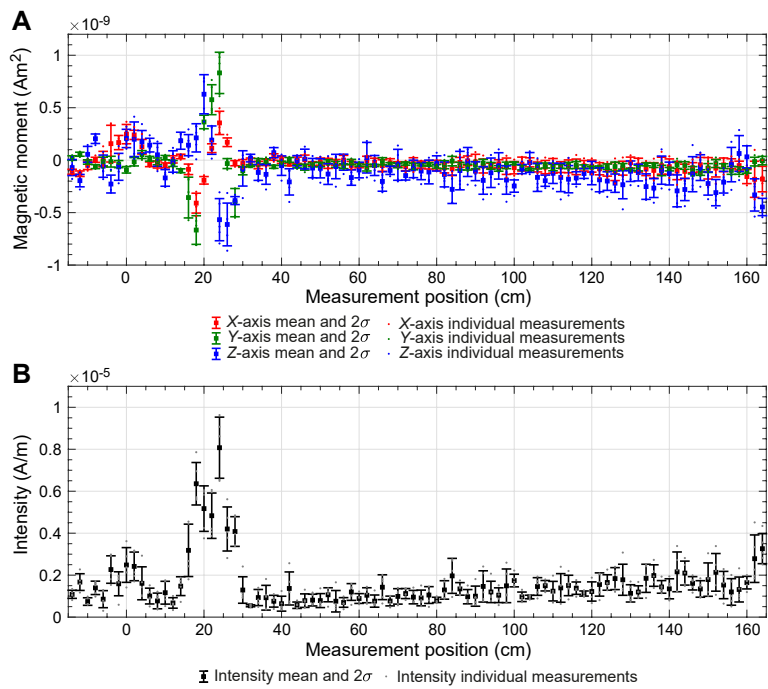 A
×10⁻⁹
1
0.5
0
-0.5
-1
Magnetic moment (Am²)
0 20 40 60 80 100 120 140 160
Measurement position (cm)
X-axis mean and 2σ X-axis individual measurements
Y-axis mean and 2σ Y-axis individual measurements
Z-axis mean and 2σ Z-axis individual measurements
B
×10⁻⁵
1
0.8
0.6
0.4
0.2
0
Intensity (A/m)
0 20 40 60 80 100 120 140 160
Measurement position (cm)
Intensity mean and 2σ Intensity individual measurements